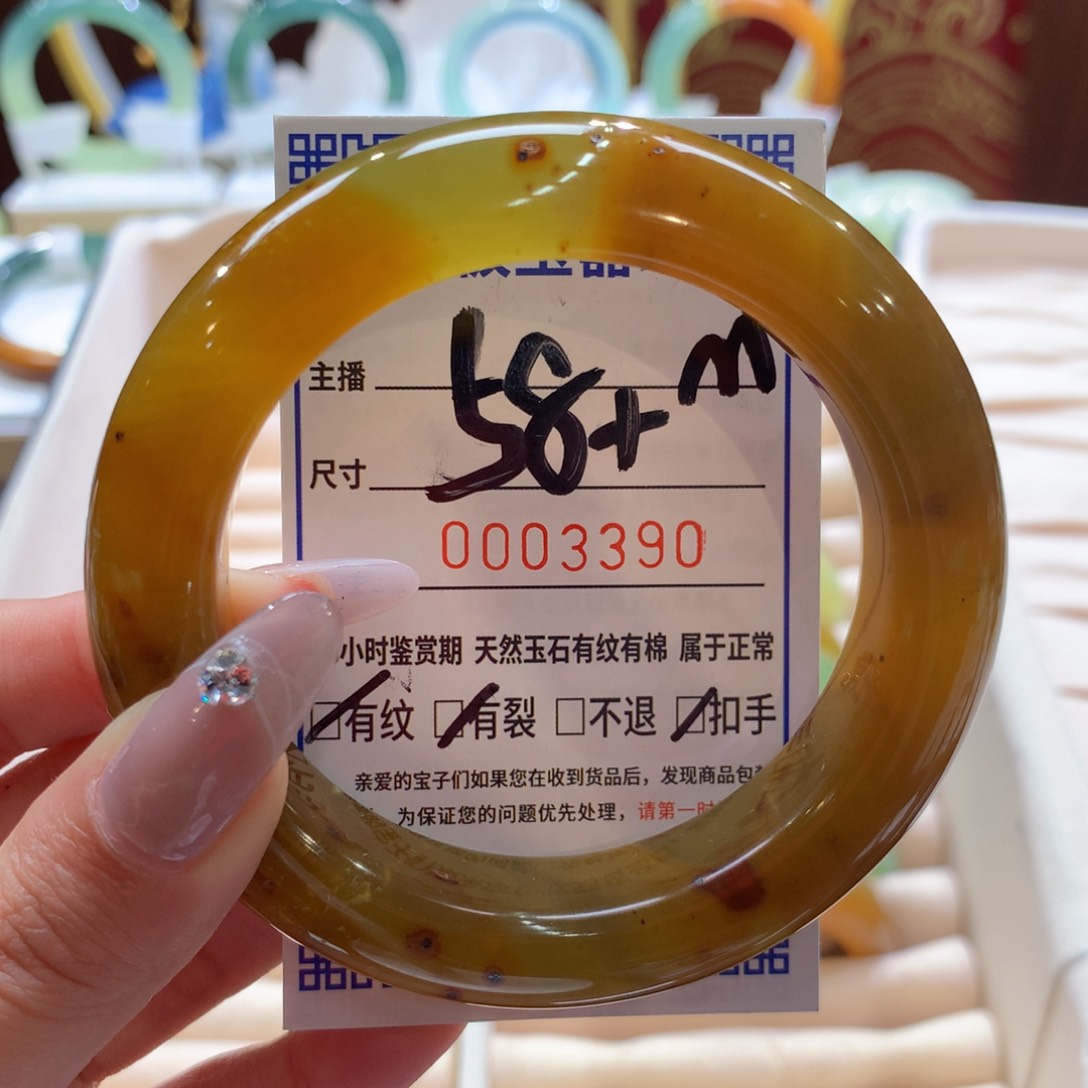 主播
58+ m
尺寸
0003390
小时鉴赏期 天然玉石有纹有棉 属于正常
□有纹 □有裂 □不退 □扣手
亲爱的宝子们如果您在收到货品后，发现商品包
为保证您的问题优先处理，请第一时